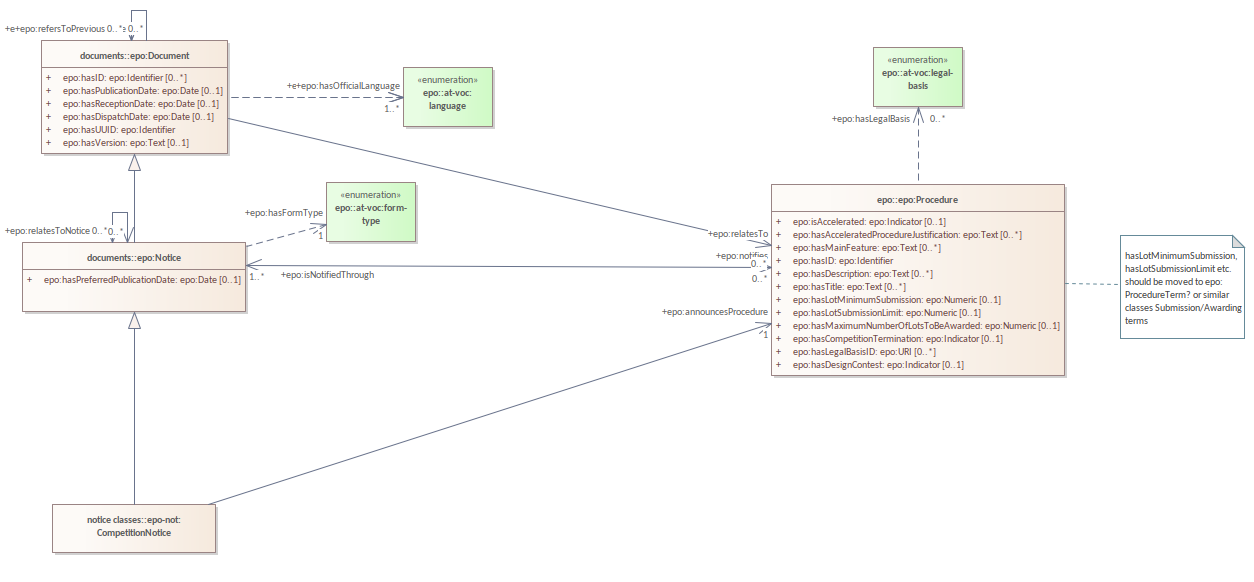 +e+epo:refersToPrevious 0..*
0..*
documents::epo:Document
+ epo:hasID: epo:Identifier [0..*]
+ epo:hasPublicationDate: epo:Date [0..1]
+ epo:hasReceptionDate: epo:Date [0..1]
+ epo:hasDispatchDate: epo:Date [0..1]
+ epo:hasUUID: epo:Identifier
+ epo:hasVersion: epo:Text [0..1]
+e+epo:hasOfficialLanguage
1..*
«enumeration»
epo::at-voc:
language
«enumeration»
epo::at-voc:legal-
basis
+epo:hasLegalBasis
0..*
+epo:hasFormType
1
«enumeration»
epo::at-voc:form-
type
+epo:relatesToNotice 0..*
0..*
documents::epo:Notice
+ epo:hasPreferredPublicationDate: epo:Date [0..1]
1..*
+epo:isNotifiedThrough
+epo:relatesTo
+epo:notifies
0..*
0..*
epo::epo:Procedure
+ epo:isAccelerated: epo:Indicator [0..1]
+ epo:hasAcceleratedProcedureJustification: epo:Text [0..*]
+ epo:hasMainFeature: epo:Text [0..*]
+ epo:hasID: epo:Identifier
+ epo:hasDescription: epo:Text [0..*]
+ epo:hasTitle: epo:Text [0..*]
+ epo:hasLotMinimumSubmission: epo:Numeric [0..1]
+ epo:hasLotSubmissionLimit: epo:Numeric [0..1]
+ epo:hasMaximumNumberOfLotsToBeAwarded: epo:Numeric [0..1]
+ epo:hasCompetitionTermination: epo:Indicator [0..1]
+ epo:hasLegalBasisID: epo:URI [0..*]
+ epo:hasDesignContest: epo:Indicator [0..1]
hasLotMinimumSubmission,
hasLotSubmissionLimit etc.
should be moved to epo:
ProcedureTerm? or similar
classes Submission/Awarding
terms
+epo:announcesProcedure
1
notice classes::epo-not:
CompetitionNotice